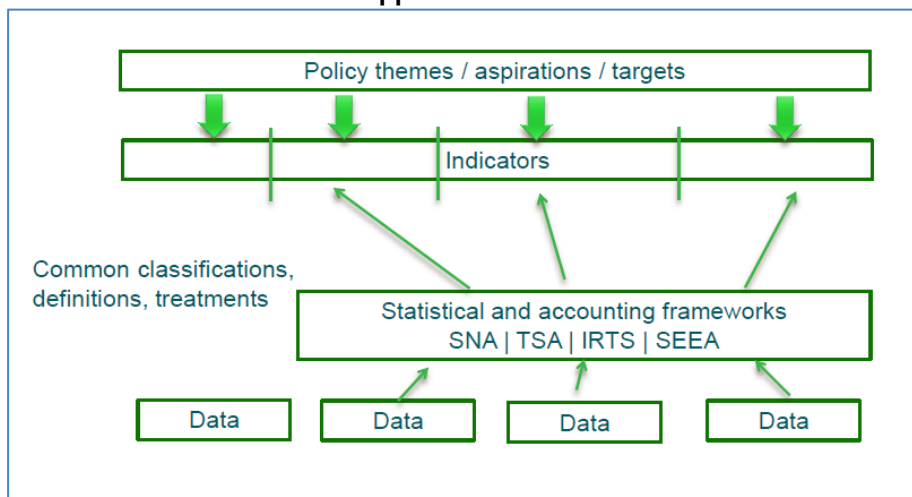 Policy themes / aspirations / targets
Indicators
Common classifications,
definitions, treatments
Statistical and accounting frameworks
SNA | TSA | IRTS | SEEA
Data
Data
Data
Data